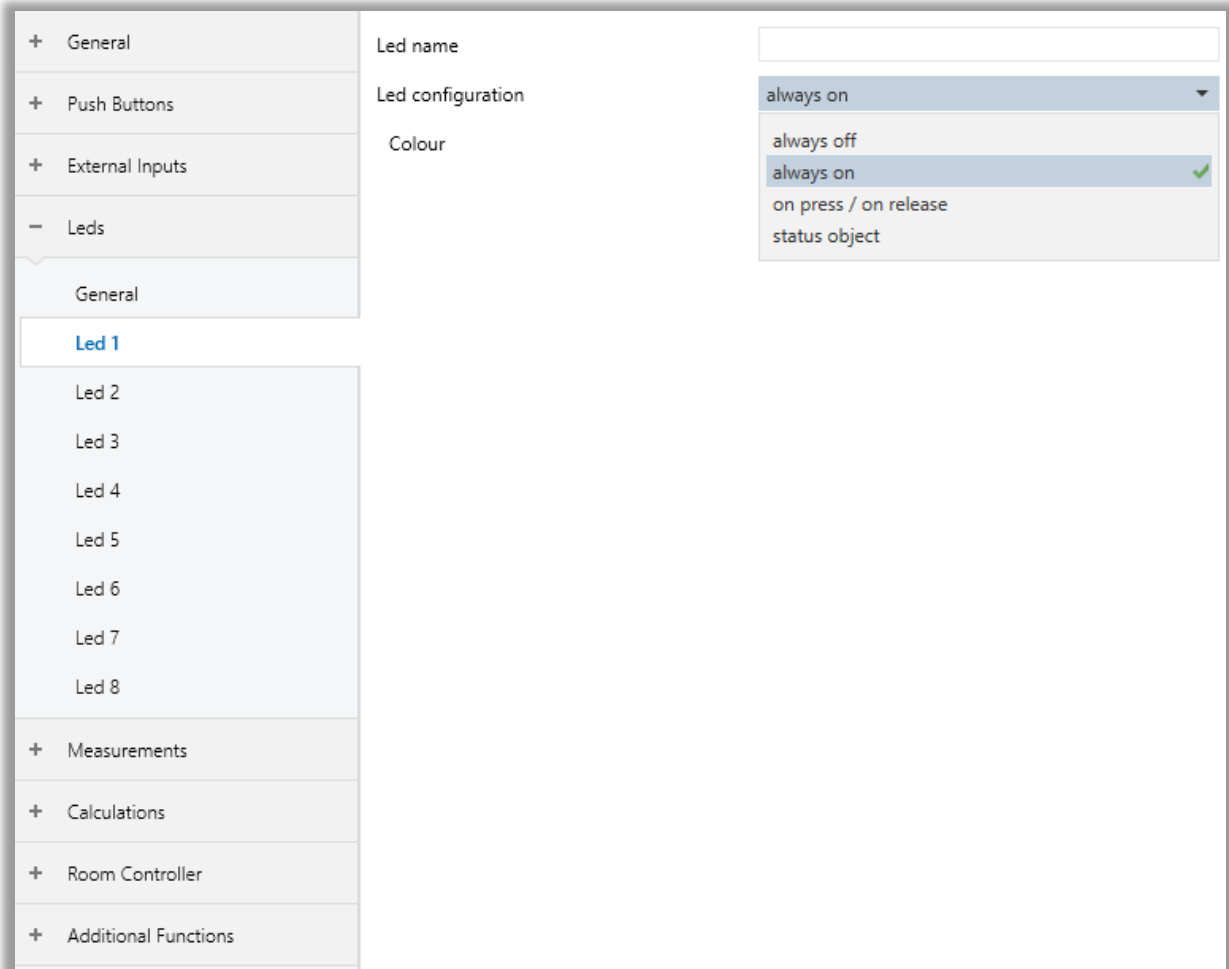 General
Push Buttons
External Inputs
Leds
General
Led 1
Led 2
Led 3
Led 4
Led 5
Led 6
Led 7
Led 8
Measurements
Calculations
Room Controller
Additional Functions
Led name
Led configuration
always on
Colour
always off
always on
on press / on release
status object